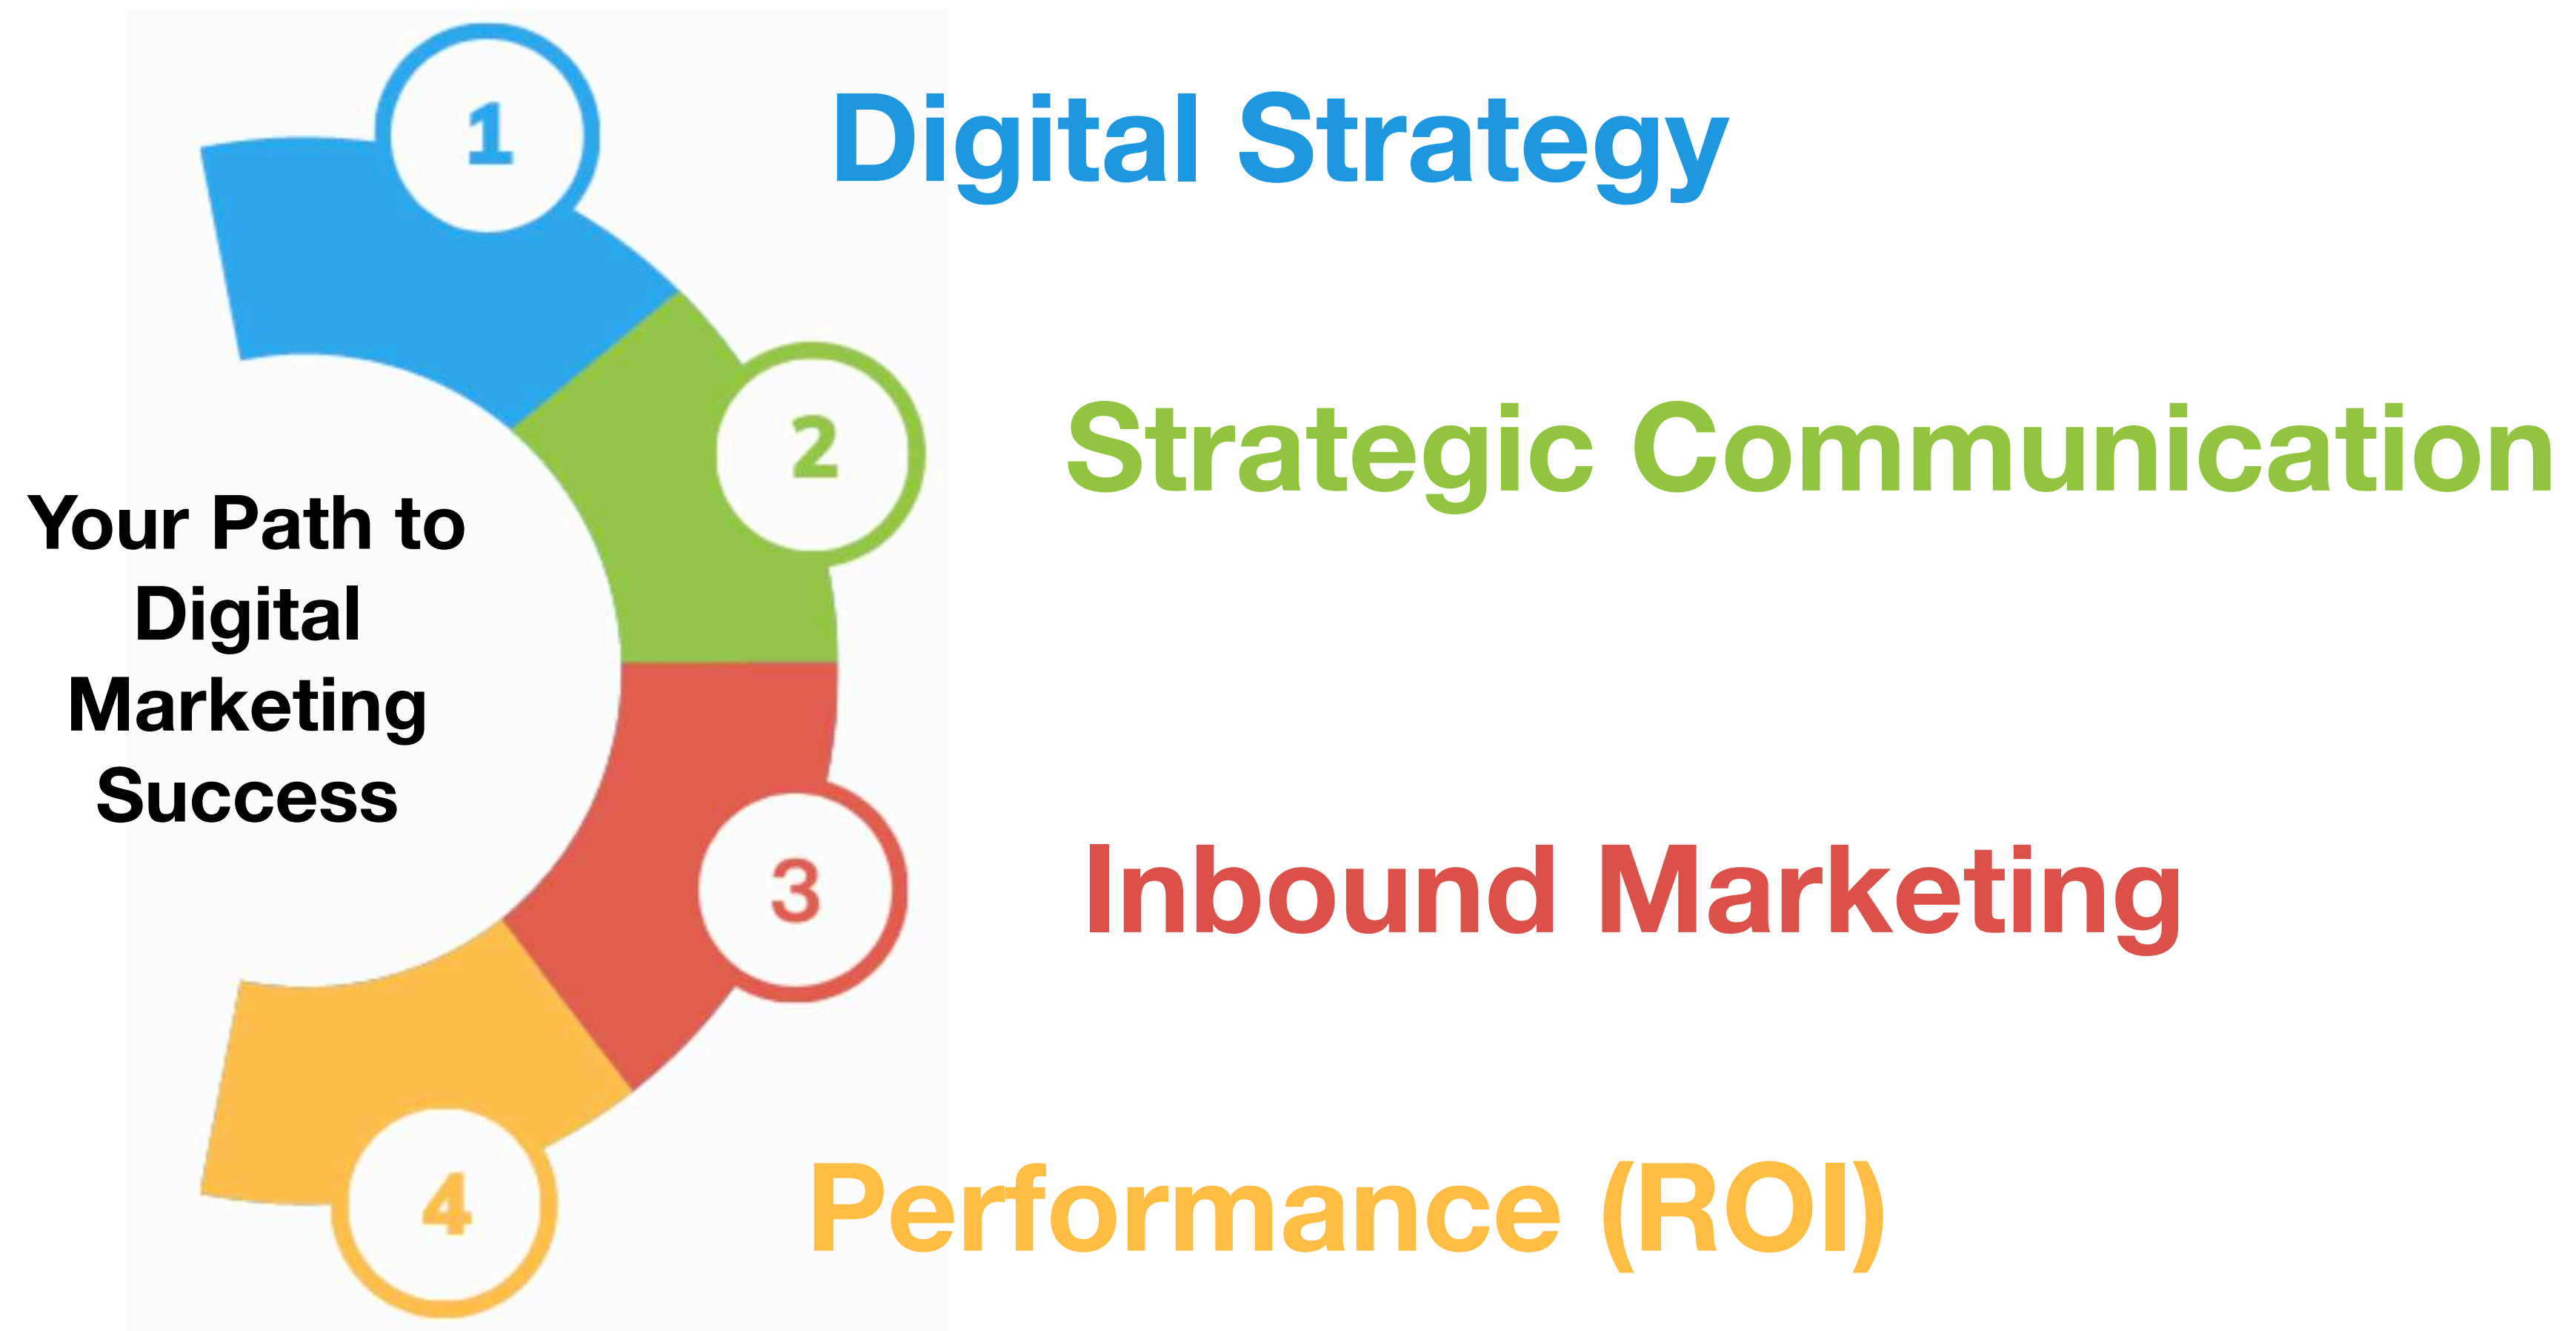 1
Digital Strategy
2
Strategic Communication
Your Path to
Digital
Marketing
Success
3
Inbound Marketing
4
Performance (ROI)